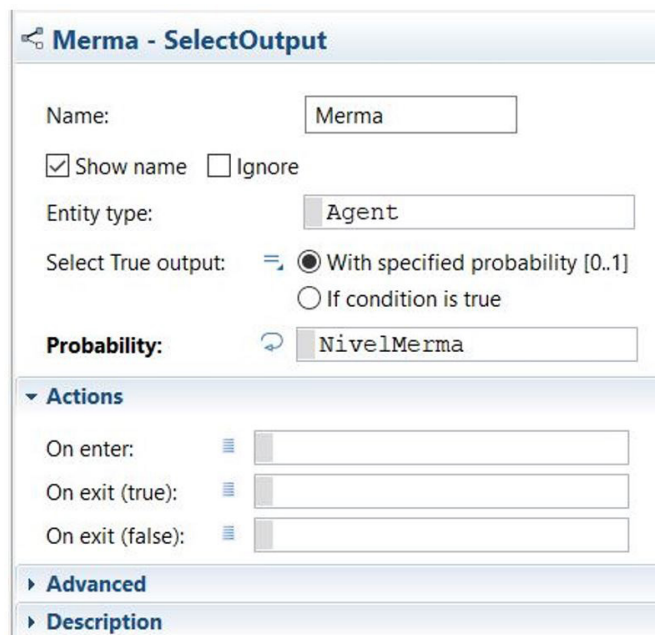 Merma - SelectOutput
Name: Merma
Show name Ignore
Entity type: Agent
Select True output: With specified probability [0..1]
If condition is true
Probability: NivelMerma
Actions
On enter:
On exit (true):
On exit (false):
Advanced
Description